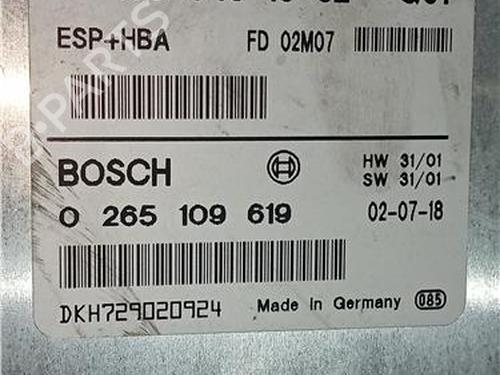 ESP+HBA FD 02M07
BOSCH HW 31/01
SW 31/01
0 265 109 619 02-07-18
DKH729020924 Made in Germany 085